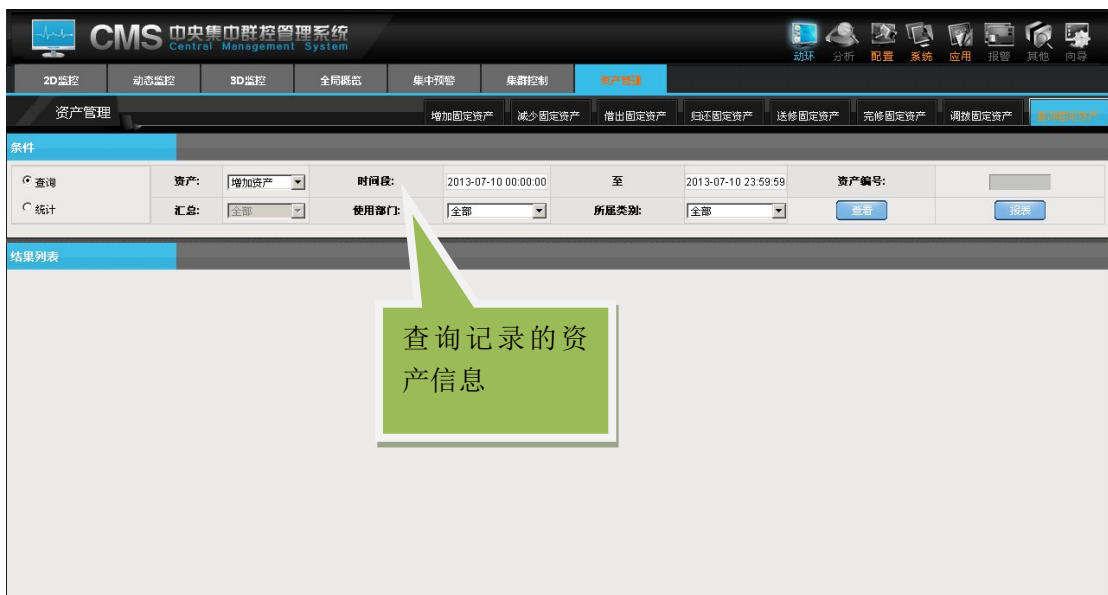 CMS 中央集中群控管理系统
Central Management System
动环 分析 配置 系统 应用 报警 其他 向导
2D监控 动态监控 3D监控 全局概览 集中预警 集群控制 资产管理
资产管理 增加固定资产 减少固定资产 借出固定资产 归还固定资产 送修固定资产 完修固定资产 调拨固定资产 查询固定资产
条件
查询 资产: 增加资产 时间段: 2013-07-10 00:00:00 至 2013-07-10 23:59:59 资产编号:
统计 汇总: 全部 使用部门: 全部 所属类别: 全部 查看 报表
结果列表
查询记录的资
产信息